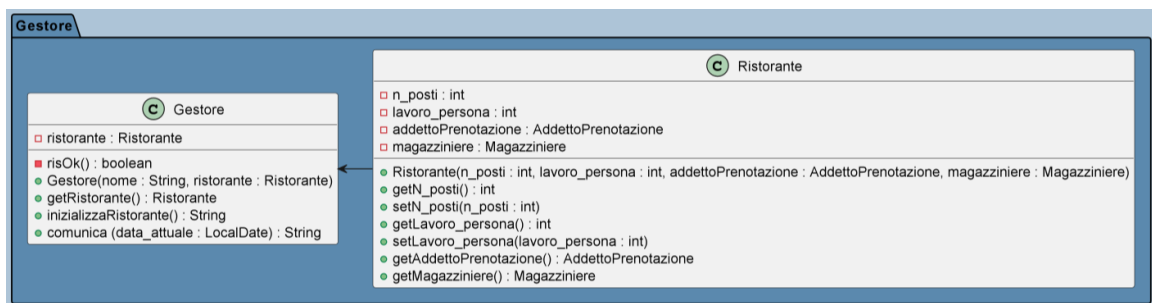 Gestore
C Gestore
ristorante : Ristorante
risOk() : boolean
Gestore(nome : String, ristorante : Ristorante)
getRistorante() : Ristorante
inizializzaRistorante() : String
comunica (data_attuale : LocalDate) : String
C Ristorante
n_posti : int
lavoro_persona : int
addettoPrenotazione : AddettoPrenotazione
magazziniere : Magazziniere
Ristorante(n_posti : int, lavoro_persona : int, addettoPrenotazione : AddettoPrenotazione, magazziniere : Magazziniere)
getN_posti() : int
setN_posti(n_posti : int)
getLavoro_persona() : int
setLavoro_persona(lavoro_persona : int)
getAddettoPrenotazione() : AddettoPrenotazione
getMagazziniere() : Magazziniere